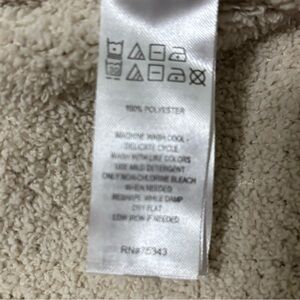 100% POLYESTER
MACHINE WASH COOL -
DELICATE CYCLE
WASH WITH LIKE COLORS
USE MILD DETERGENT
ONLY NON-CHLORINE BLEACH
WHEN NEEDED
RESHAPE WHILE DAMP
DRY FLAT
LOW IRON IF NEEDED
RN#75343